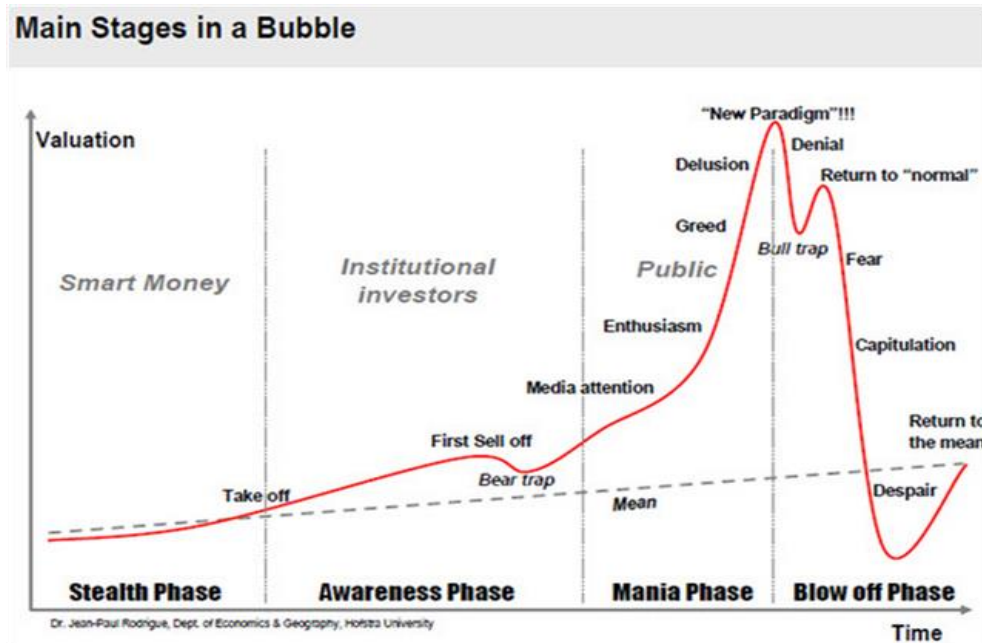 Main Stages in a Bubble
Valuation
"New Paradigm"!!!
Denial
Delusion
Return to "normal"
Greed
Bull trap
Fear
Smart Money
Institutional
investors
Public
Enthusiasm
Capitulation
Media attention
First Sell off
Bear trap
Return to
the mean
Take off
Mean
Despair
Stealth Phase
Awareness Phase
Mania Phase
Blow off Phase
Dr. Jean-Paul Rodrigue, Dept. of Economics & Geography, Hofstra University
Time